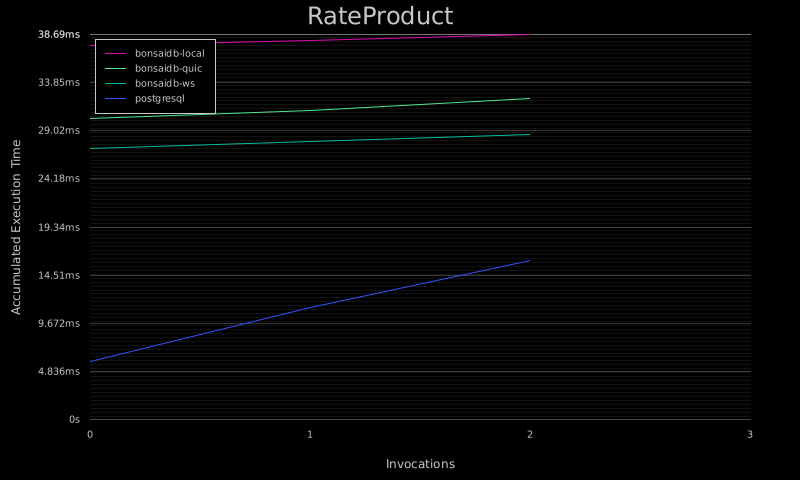 RateProduct
38.69ms
bonsaidb-local
bonsaidb-quic
bonsaidb-ws
postgresql
33.85ms
29.02ms
24.18ms
19.34ms
14.51ms
9.672ms
4.836ms
0s
Accumulated Execution Time
0 1 2 3
Invocations